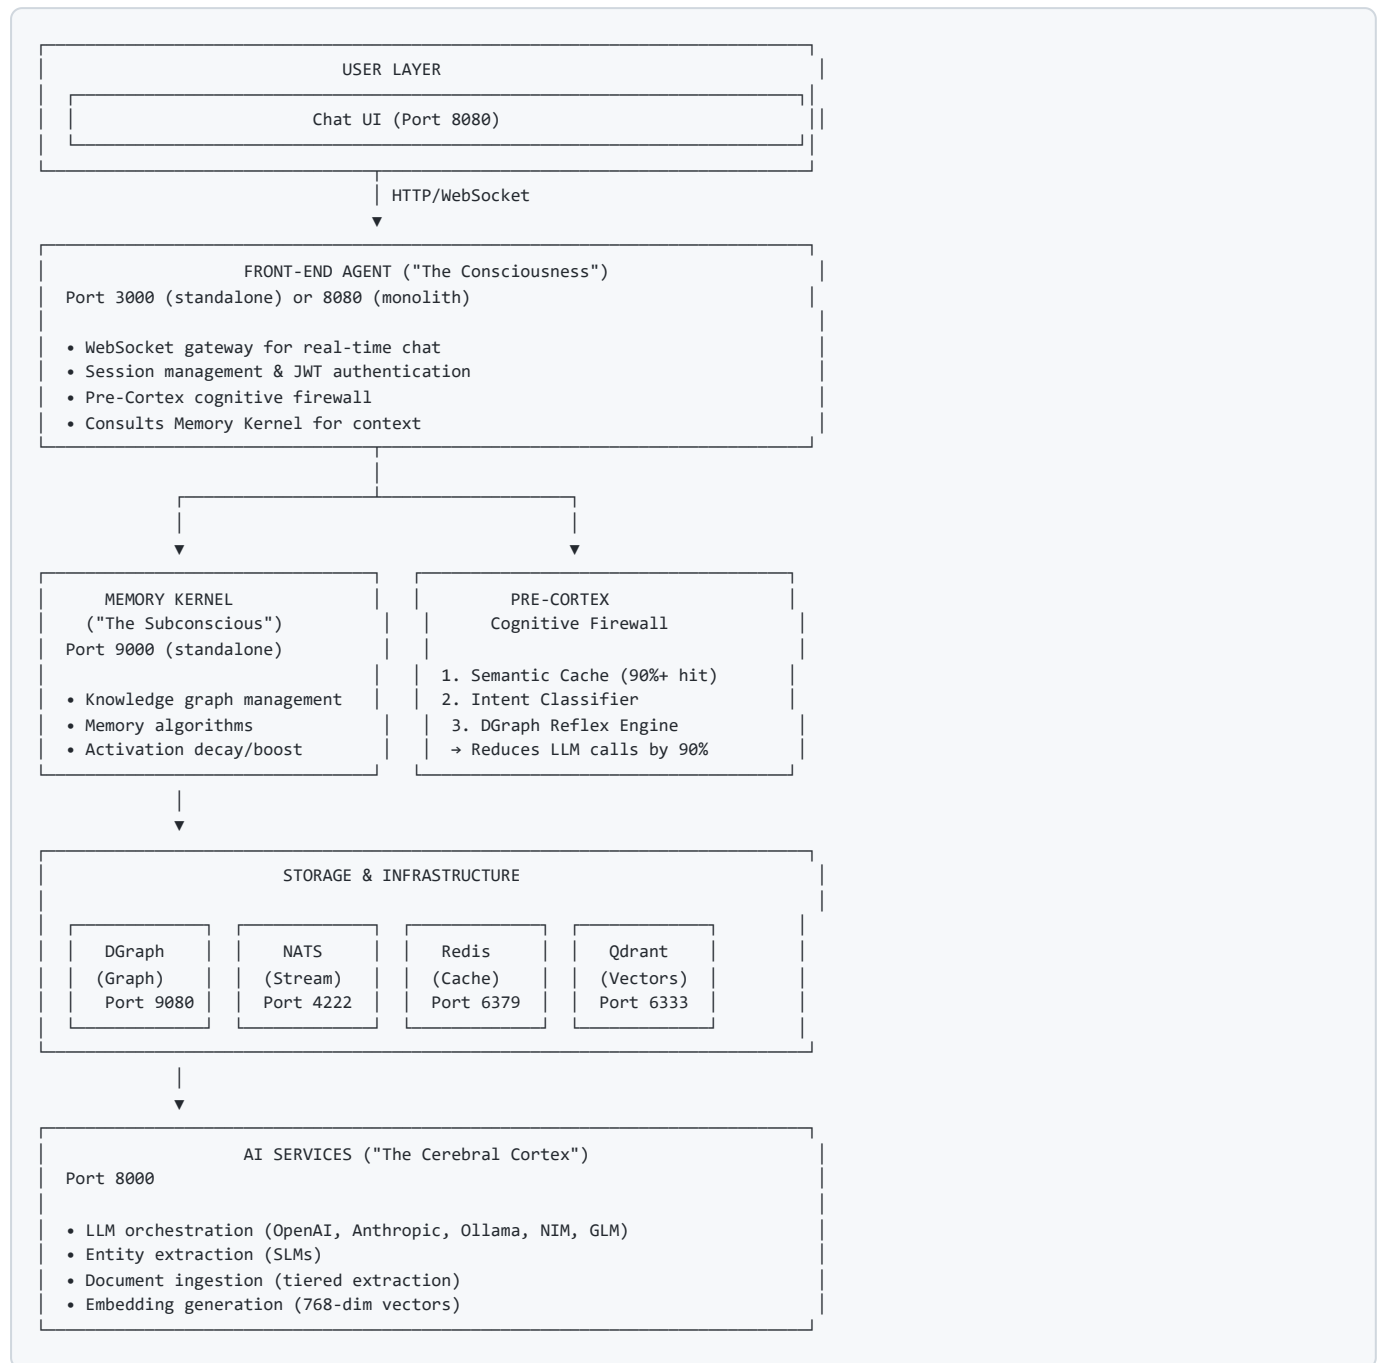 USER LAYER
Chat UI (Port 8080)
HTTP/WebSocket
FRONT-END AGENT ("The Consciousness")
Port 3000 (standalone) or 8080 (monolith)
• WebSocket gateway for real-time chat
• Session management & JWT authentication
• Pre-Cortex cognitive firewall
• Consults Memory Kernel for context
MEMORY KERNEL
("The Subconscious")
Port 9000 (standalone)
• Knowledge graph management
• Memory algorithms
• Activation decay/boost
PRE-CORTEX
Cognitive Firewall
1. Semantic Cache (90%+ hit)
2. Intent Classifier
3. DGraph Reflex Engine
→ Reduces LLM calls by 90%
STORAGE & INFRASTRUCTURE
DGraph
(Graph)
Port 9080
NATS
(Stream)
Port 4222
Redis
(Cache)
Port 6379
Qdrant
(Vectors)
Port 6333
AI SERVICES ("The Cerebral Cortex")
Port 8000
• LLM orchestration (OpenAI, Anthropic, Ollama, NIM, GLM)
• Entity extraction (SLMs)
• Document ingestion (tiered extraction)
• Embedding generation (768-dim vectors)